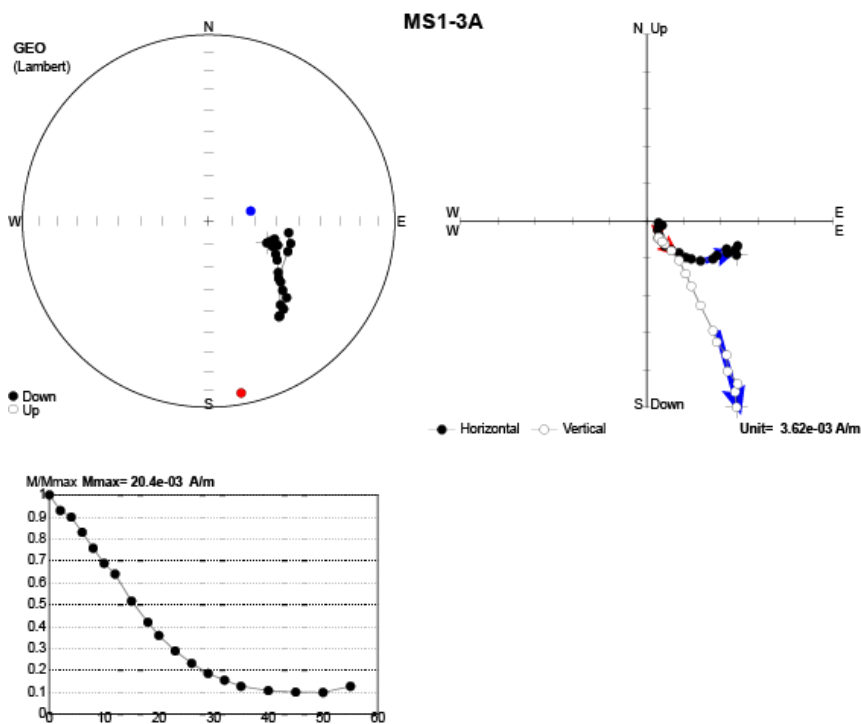 MS1-3A
GEO
(Lambert)
N
W
E
S
Down
Up
N Up
W
W
E
E
S Down
Horizontal
Vertical
Unit= 3.62e-03 A/m
M/Mmax Mmax= 20.4e-03 A/m
1
0.9
0.8
0.7
0.6
0.5
0.4
0.3
0.2
0.1
0
0 10 20 30 40 50 60